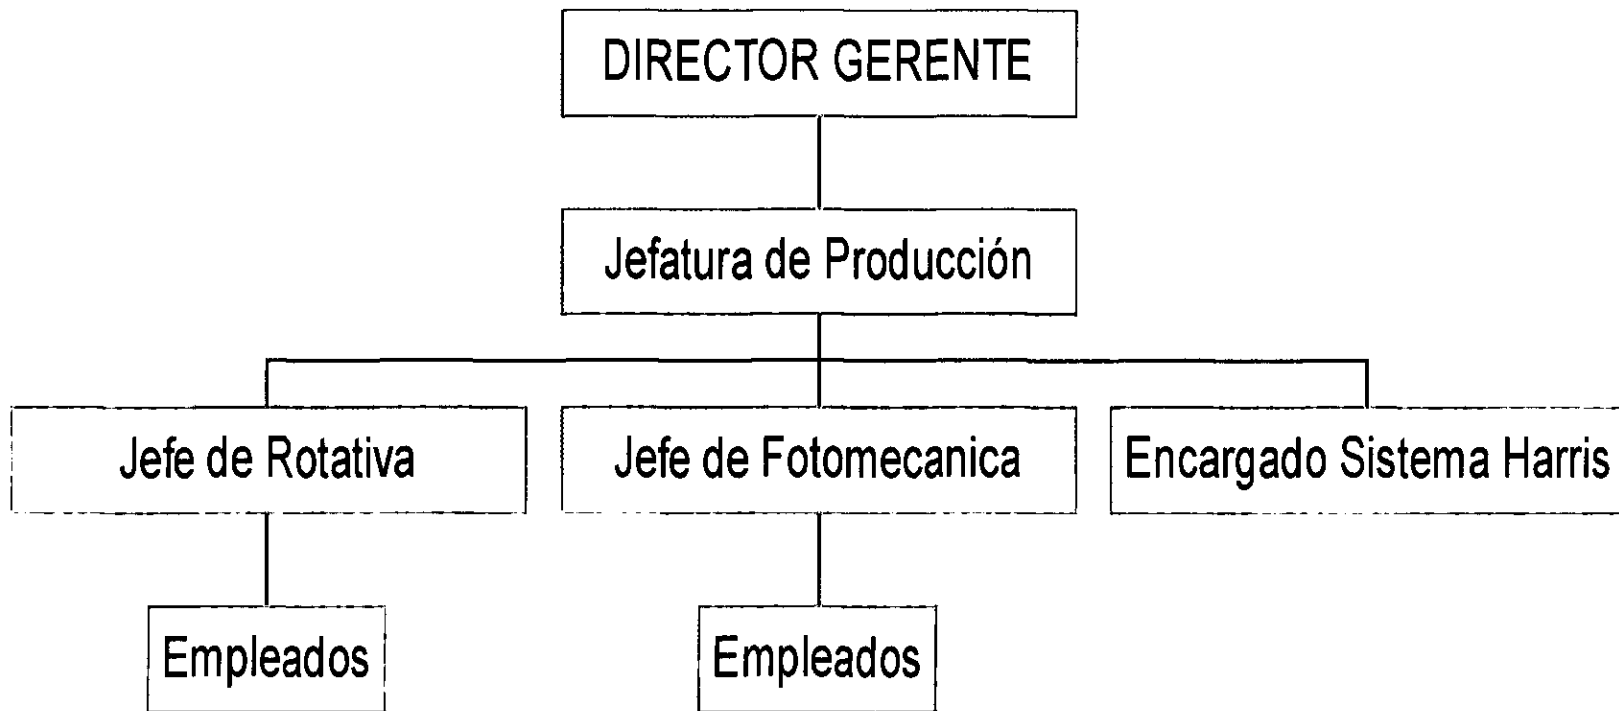 DIRECTOR GERENTE
Jefatura de Producción
Jefe de Rotativa
Jefe de Fotomecanica
Encargado Sistema Harris
Empleados
Empleados